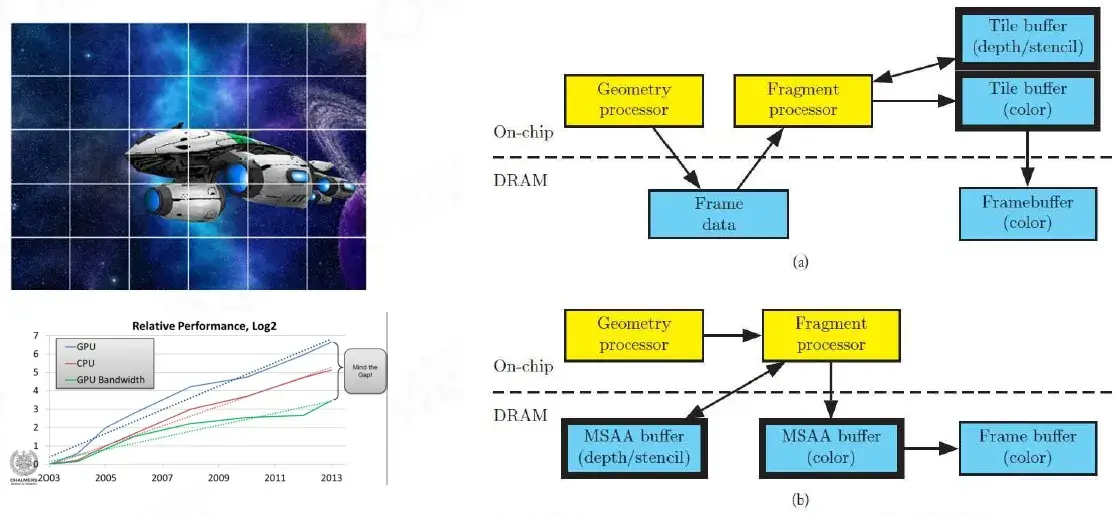 Relative Performance, Log2
7
6
5
4
3
2
1
0
GPU
CPU
GPU Bandwidth
Mind the
Gap!
2003
2005
2007
2009
2011
2013
CHALMERS
Tile buffer
(depth/stencil)
Geometry
processor
Fragment
processor
Tile buffer
(color)
On-chip
DRAM
Frame
data
Framebuffer
(color)
(a)
Geometry
processor
Fragment
processor
On-chip
DRAM
MSAA buffer
(depth/stencil)
MSAA buffer
(color)
Frame buffer
(color)
(b)